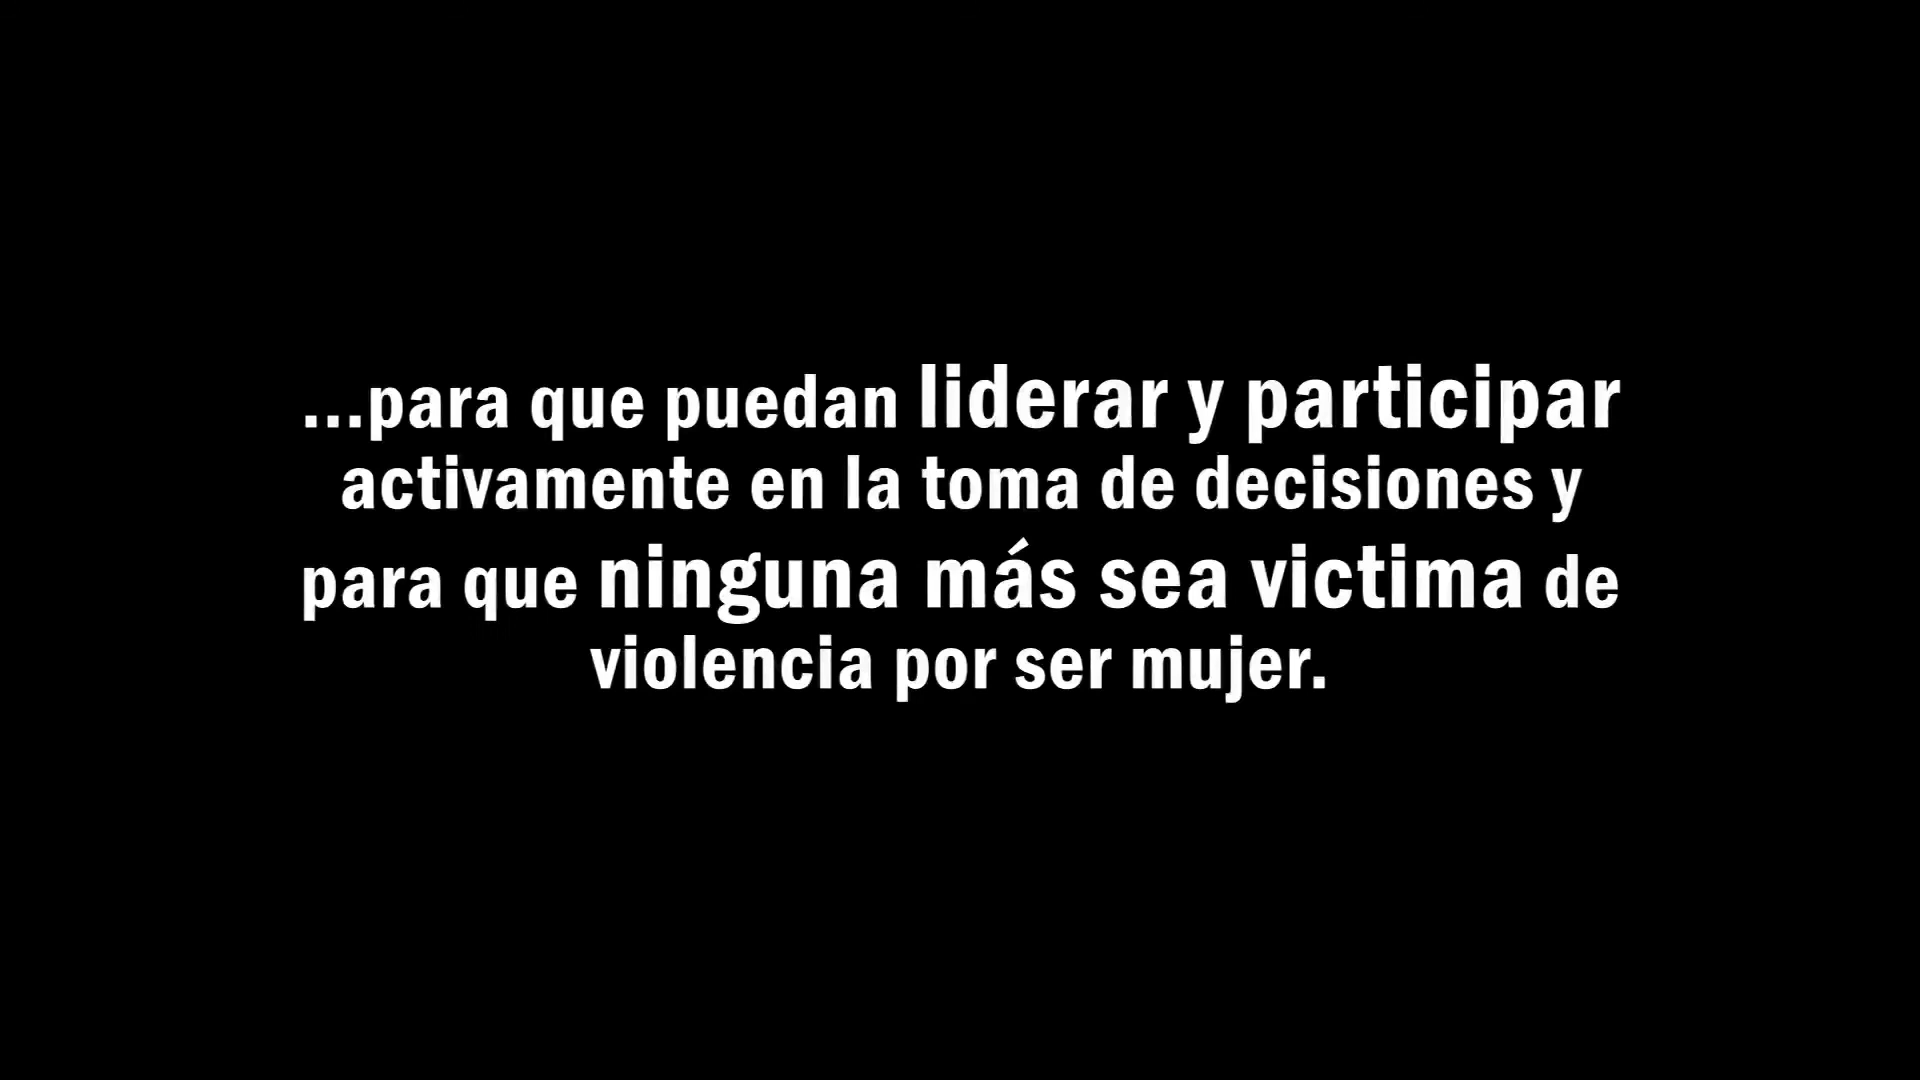 ...para que puedan liderar y participar
activamente en la toma de decisiones y
para que ninguna más sea victima de
violencia por ser mujer.